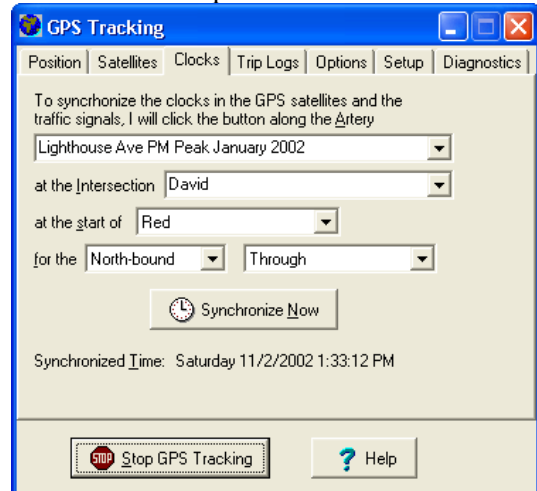 GPS Tracking
Position Satellites Clocks Trip Logs Options Setup Diagnostics
To syncrhonize the clocks in the GPS satellites and the
traffic signals, I will click the button along the Artery
Lighthouse Ave PM Peak January 2002
at the Intersection David
at the start of Red
for the North-bound Through
Synchronize Now
Synchronized Time: Saturday 11/2/2002 1:33:12 PM
STOP Stop GPS Tracking ? Help